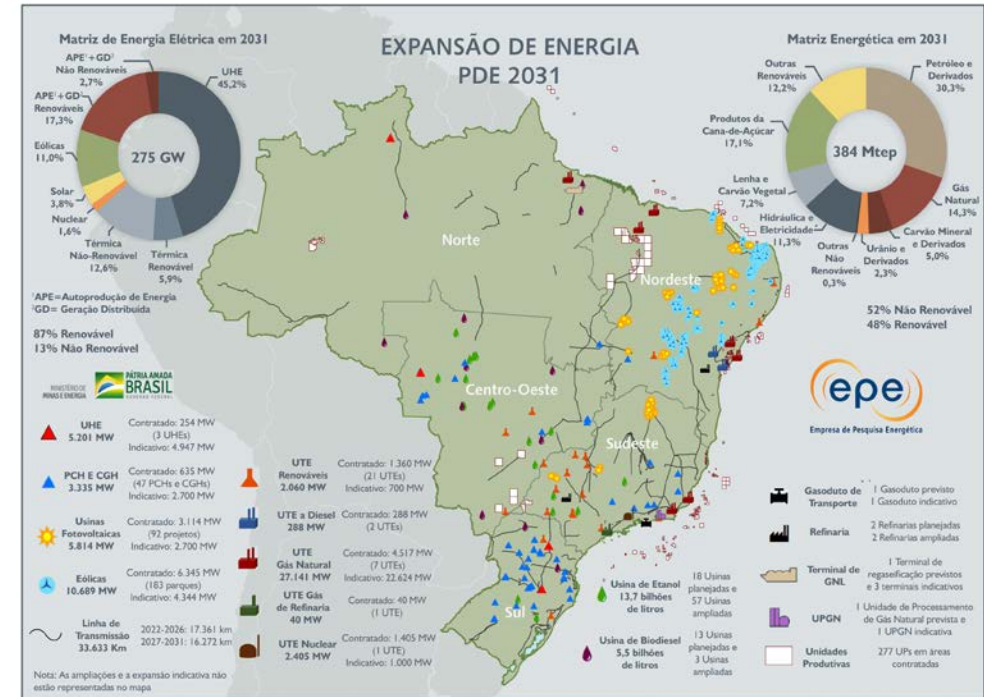 EXPANSÃO DE ENERGIA
PDE 2031
Matriz de Energia Elétrica em 2031
APE¹+GD²
Não Renováveis
2,7%
UHE
45,2%
APE¹+GD²
Renováveis
17,3%
Eólicas
11,0%
275 GW
Solar
3,8%
Nuclear
1,6%
Térmica
Não-Renovável
12,6%
Térmica
Renovável
5,9%
¹APE=Autoprodução de Energia
²GD= Geração Distribuída
87% Renovável
13% Não Renovável
Matriz Energética em 2031
Outras
Renováveis
12,2%
Petróleo e
Derivados
30,3%
Produtos da
Cana-de-Açúcar
17,1%
384 Mtep
Lenha e
Carvão Vegetal
7,2%
Gás
Natural
14,3%
Hidráulica e
Eletricidade
11,3%
Outras
Não
Renováveis
0,3%
Urânio e
Derivados
2,3%
Carvão Mineral
e Derivados
5,0%
52% Não Renovável
48% Renovável
Norte
Nordeste
Centro-Oeste
Sudeste
Sul
MINISTÉRIO DE
MINAS E ENERGIA
PÁTRIA AMADA
BRASIL
GOVERNO FEDERAL
epe
Empresa de Pesquisa Energética
UHE
5.201 MW
Contratado: 254 MW
(3 UHEs)
Indicativo: 4.947 MW
PCH E CGH
3.335 MW
Contratado: 635 MW
(47 PCHs e CGHs)
Indicativo: 2.700 MW
Usinas
Fotovoltaicas
5.814 MW
Contratado: 3.114 MW
(92 projetos)
Indicativo: 2.700 MW
Eólicas
10.689 MW
Contratado: 6.345 MW
(183 parques)
Indicativo: 4.344 MW
Linha de
Transmissão
33.633 Km
2022-2026: 17.361 km
2027-2031: 16.272 km
Nota: As ampliações e a expansão indicativa não
estão representadas no mapa
UTE
Renováveis
2.060 MW
Contratado: 1.360 MW
(21 UTEs)
Indicativo: 700 MW
UTE a Diesel
288 MW
Contratado: 288 MW
(2 UTEs)
UTE
Gás Natural
27.141 MW
Contratado: 4.517 MW
(7 UTEs)
Indicativo: 22.624 MW
UTE Gás
de Refinaria
40 MW
Contratado: 40 MW
(1 UTE)
UTE Nuclear
2.405 MW
Contratado: 1.405 MW
(1 UTE)
Indicativo: 1.000 MW
Usina de Etanol
13,7 bilhões
de litros
18 Usinas
planejadas e
57 Usinas
ampliadas
Usina de Biodiesel
5,5 bilhões
de litros
13 Usinas
planejadas e
3 Usinas
ampliadas
Gasoduto de
Transporte
1 Gasoduto previsto
1 Gasoduto indicativo
Refinaria
2 Refinarias planejadas
2 Refinarias ampliadas
Terminal de
GNL
1 Terminal de
regaseificação previstos
e 3 terminais indicativos
UPGN
1 Unidade de Processamento
de Gás Natural prevista e
1 UPGN indicativa
Unidades
Produtivas
277 UPs em áreas
contratadas